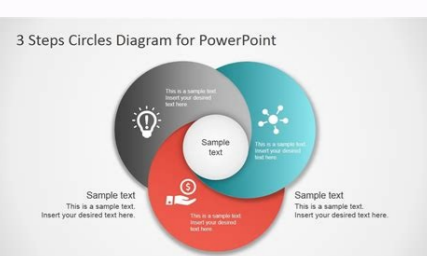 3 Steps Circles Diagram for PowerPoint
This is a sample text
Insert your desired
text here.
This is a sample text.
Insert your desired
text here.
Sample
text
This is a sample text
Insert your desired
text here.
Sample text
This is a sample text.
Insert your desired text here.
Sample text
This is a sample text.
Insert your desired text here.